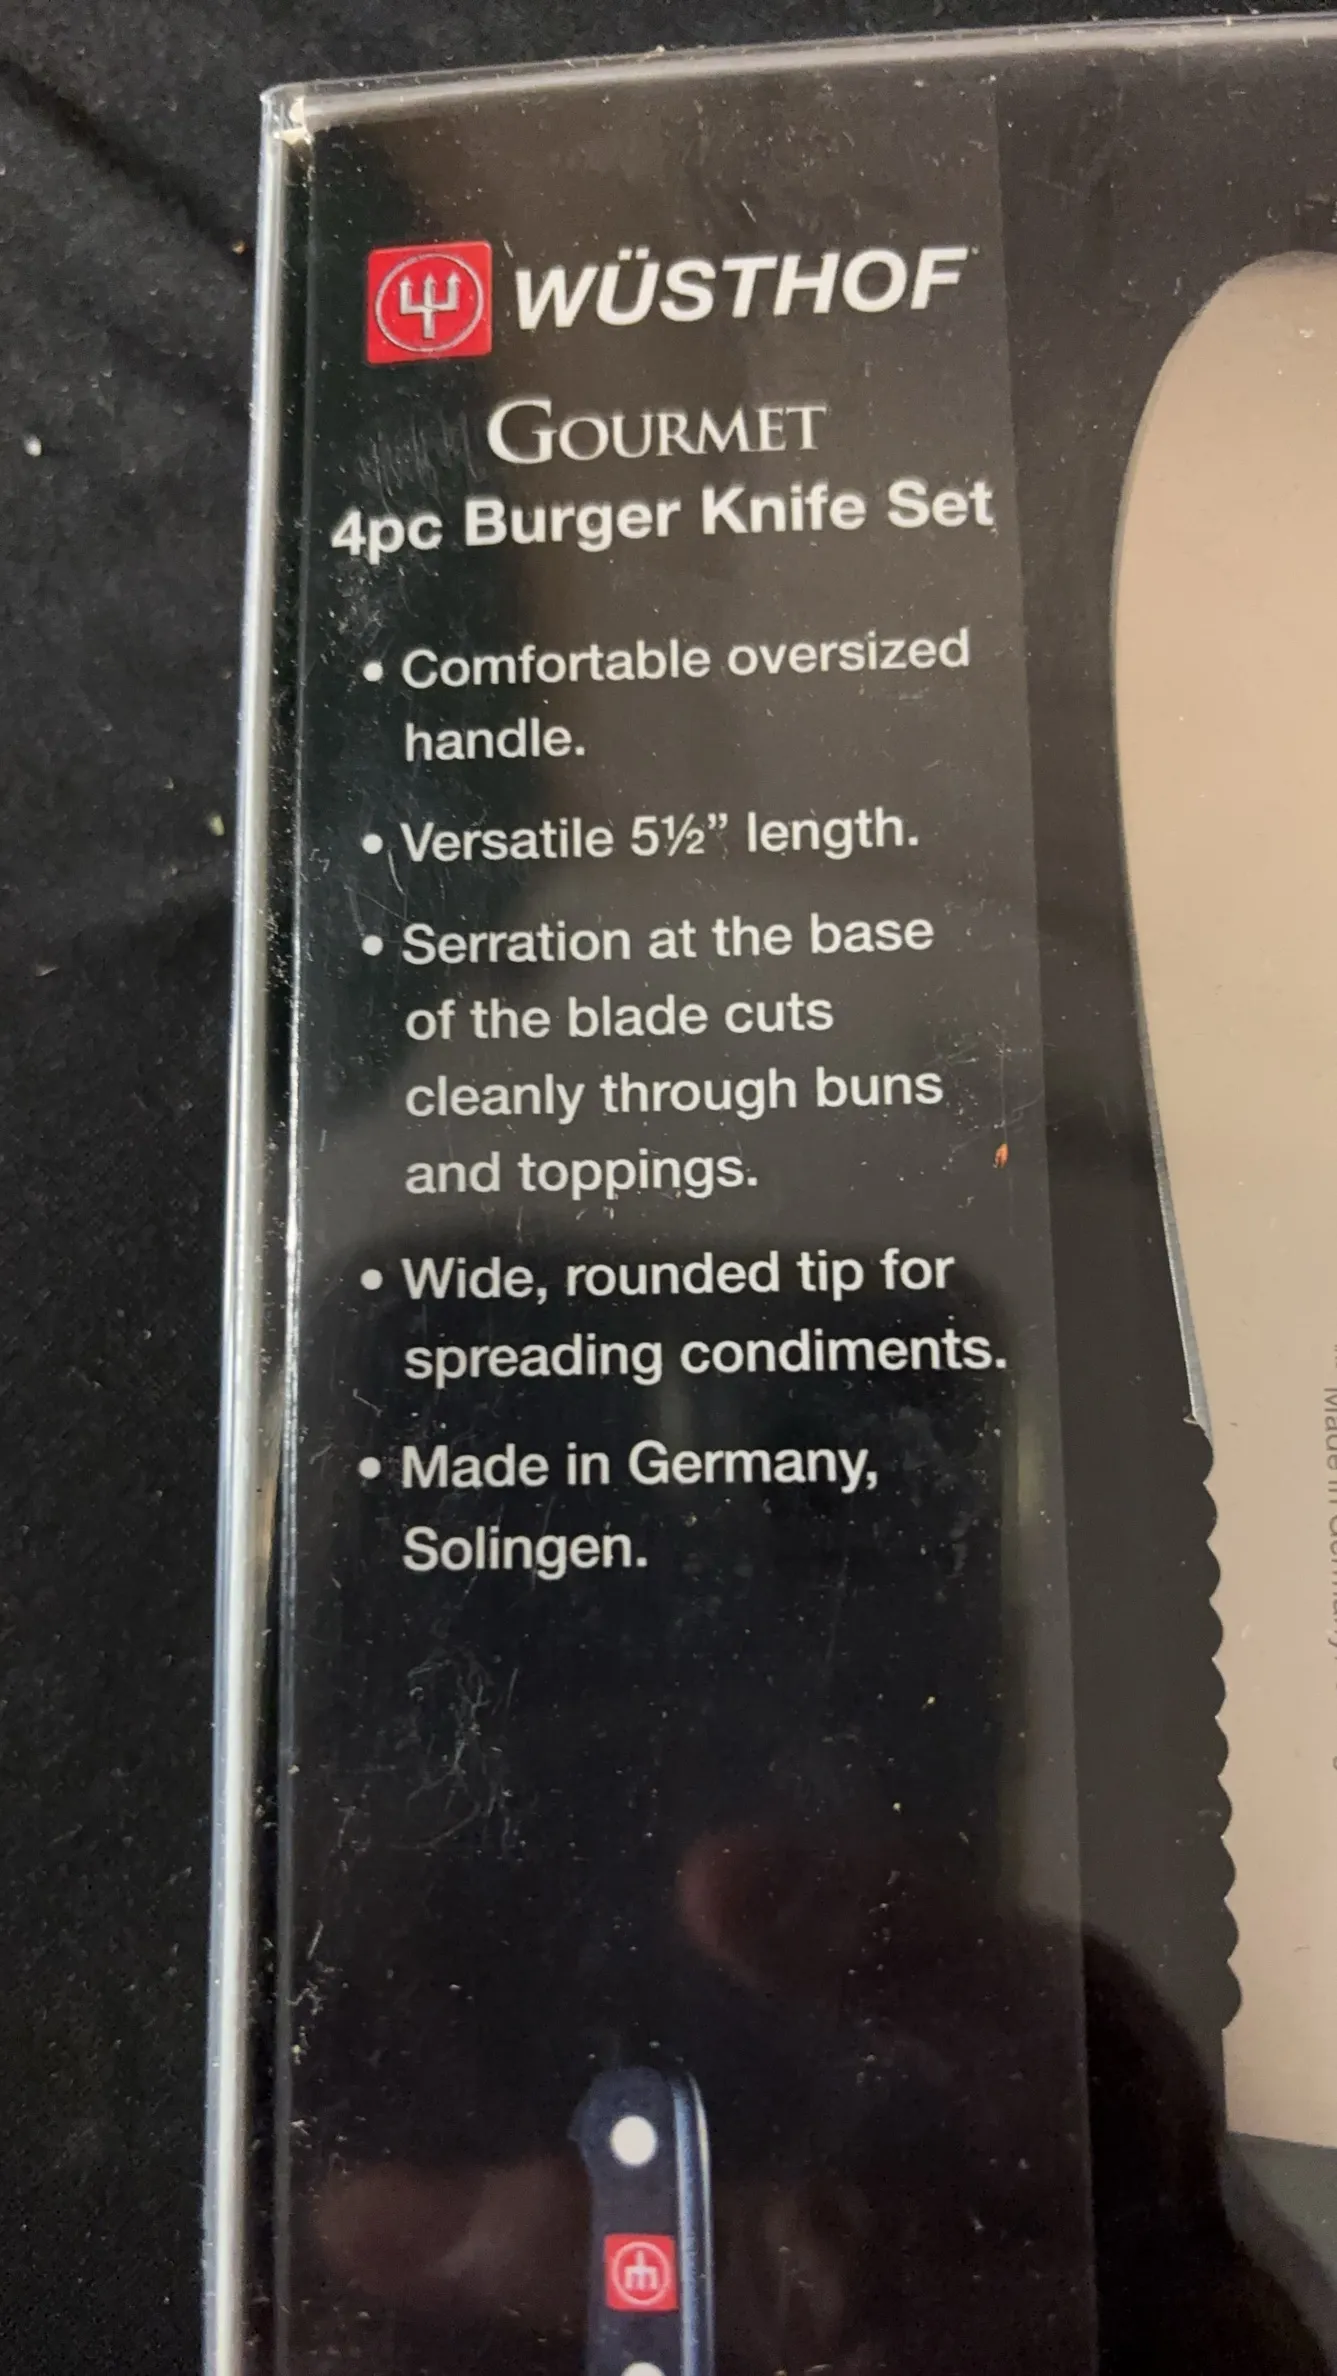 WÜSTHOF
GOURMET
4pc Burger Knife Set
• Comfortable oversized
handle.
• Versatile 5½” length.
• Serration at the base
of the blade cuts
cleanly through buns
and toppings.
• Wide, rounded tip for
spreading condiments.
• Made in Germany,
Solingen.